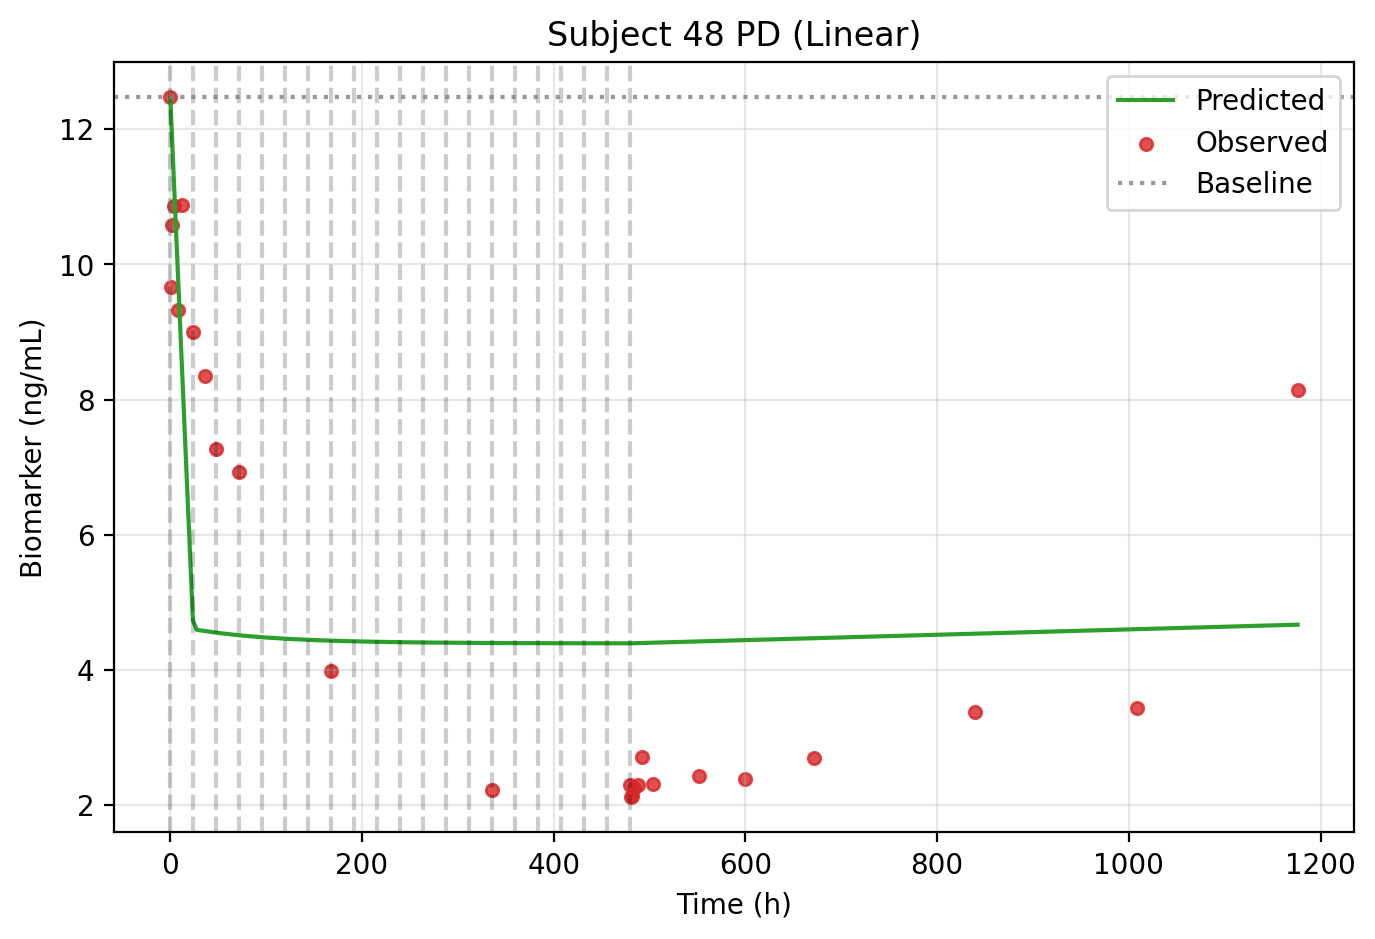 Subject 48 PD (Linear)
Predicted
Observed
Baseline
Biomarker (ng/mL)
12
10
8
6
4
2
0
200
400
600
800
1000
1200
Time (h)